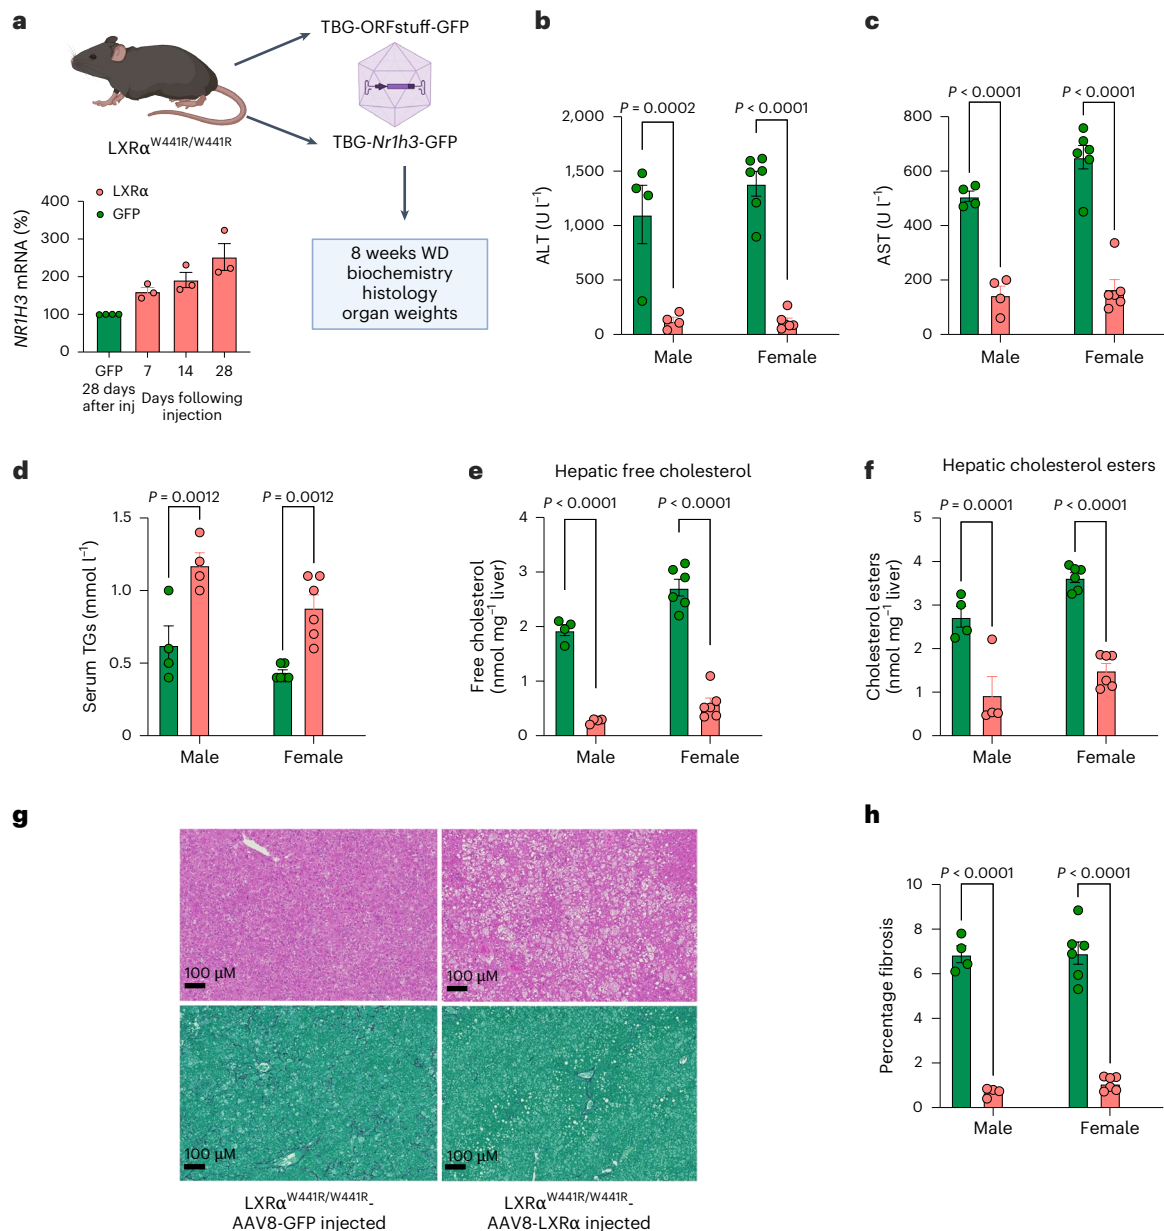 a
TBG-ORFstuff-GFP
LXRα^W441R/W441R
TBG-Nr1h3-GFP
LXRα
GFP
NR1H3 mRNA (%)
400
300
200
100
0
GFP
28 days
after inj
7
14
28
Days following
injection
8 weeks WD
biochemistry
histology
organ weights
b
P = 0.0002
P < 0.0001
ALT (U l⁻¹)
2,000
1,500
1,000
500
0
Male
Female
c
P < 0.0001
P < 0.0001
AST (U l⁻¹)
800
600
400
200
0
Male
Female
d
P = 0.0012
P = 0.0012
Serum TGs (mmol l⁻¹)
1.5
1.0
0.5
0
Male
Female
e
Hepatic free cholesterol
P < 0.0001
P < 0.0001
Free cholesterol
(nmol mg⁻¹ liver)
4
3
2
1
0
Male
Female
f
Hepatic cholesterol esters
P = 0.0001
P < 0.0001
Cholesterol esters
(nmol mg⁻¹ liver)
5
4
3
2
1
0
Male
Female
g
100 µM
100 µM
100 µM
100 µM
LXRα^W441R/W441R-
AAV8-GFP injected
LXRα^W441R/W441R-
AAV8-LXRα injected
h
P < 0.0001
P < 0.0001
Percentage fibrosis
10
8
6
4
2
0
Male
Female